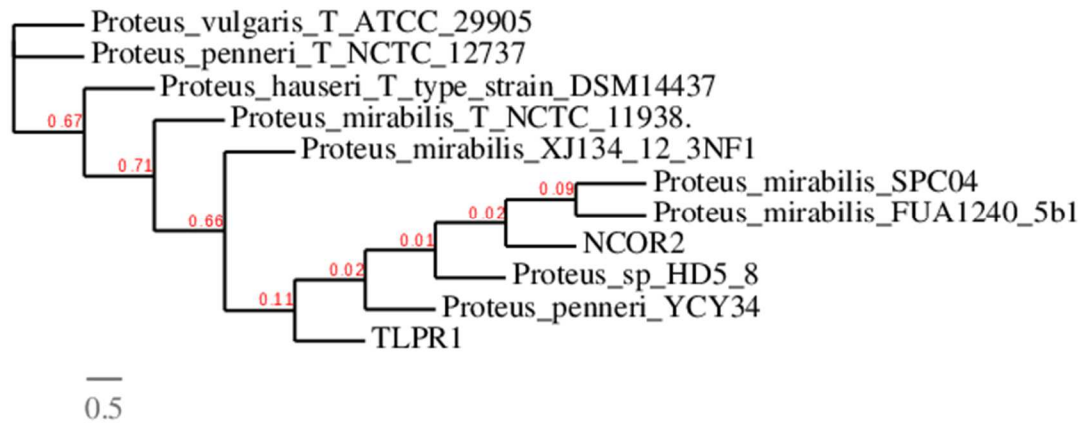 Proteus_vulgaris_T_ATCC_29905
Proteus_penneri_T_NCTC_12737
Proteus_hauseri_T_type_strain_DSM14437
0.67
Proteus_mirabilis_T_NCTC_11938.
0.71
Proteus_mirabilis_XJ134_12_3NF1
0.09
Proteus_mirabilis_SPC04
0.66
0.02
Proteus_mirabilis_FUA1240_5b1
0.01
NCOR2
0.02
Proteus_sp_HD5_8
0.11
Proteus_penneri_YCY34
TLPR1
0.5